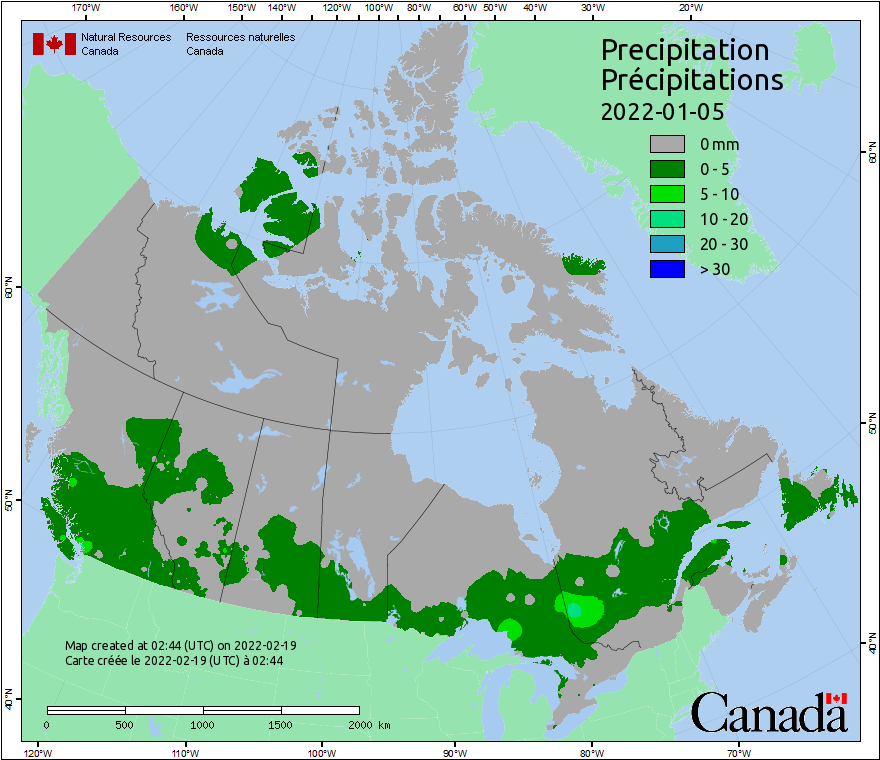 170°W 160°W 150°W 140°W 120°W 100°W 80°W 60°W 50°W 40°W 30°W 20°W
Natural Resources Canada
Ressources naturelles Canada
Precipitation
Précipitations
2022-01-05
0 mm
0 - 5
5 - 10
10 - 20
20 - 30
> 30
60°N
60°N
50°N
50°N
40°N
40°N
Map created at 02:44 (UTC) on 2022-02-19
Carte créée le 2022-02-19 (UTC) à 02:44
0 500 1000 1500 2000 km
Canada
120°W 110°W 100°W 90°W 80°W 70°W